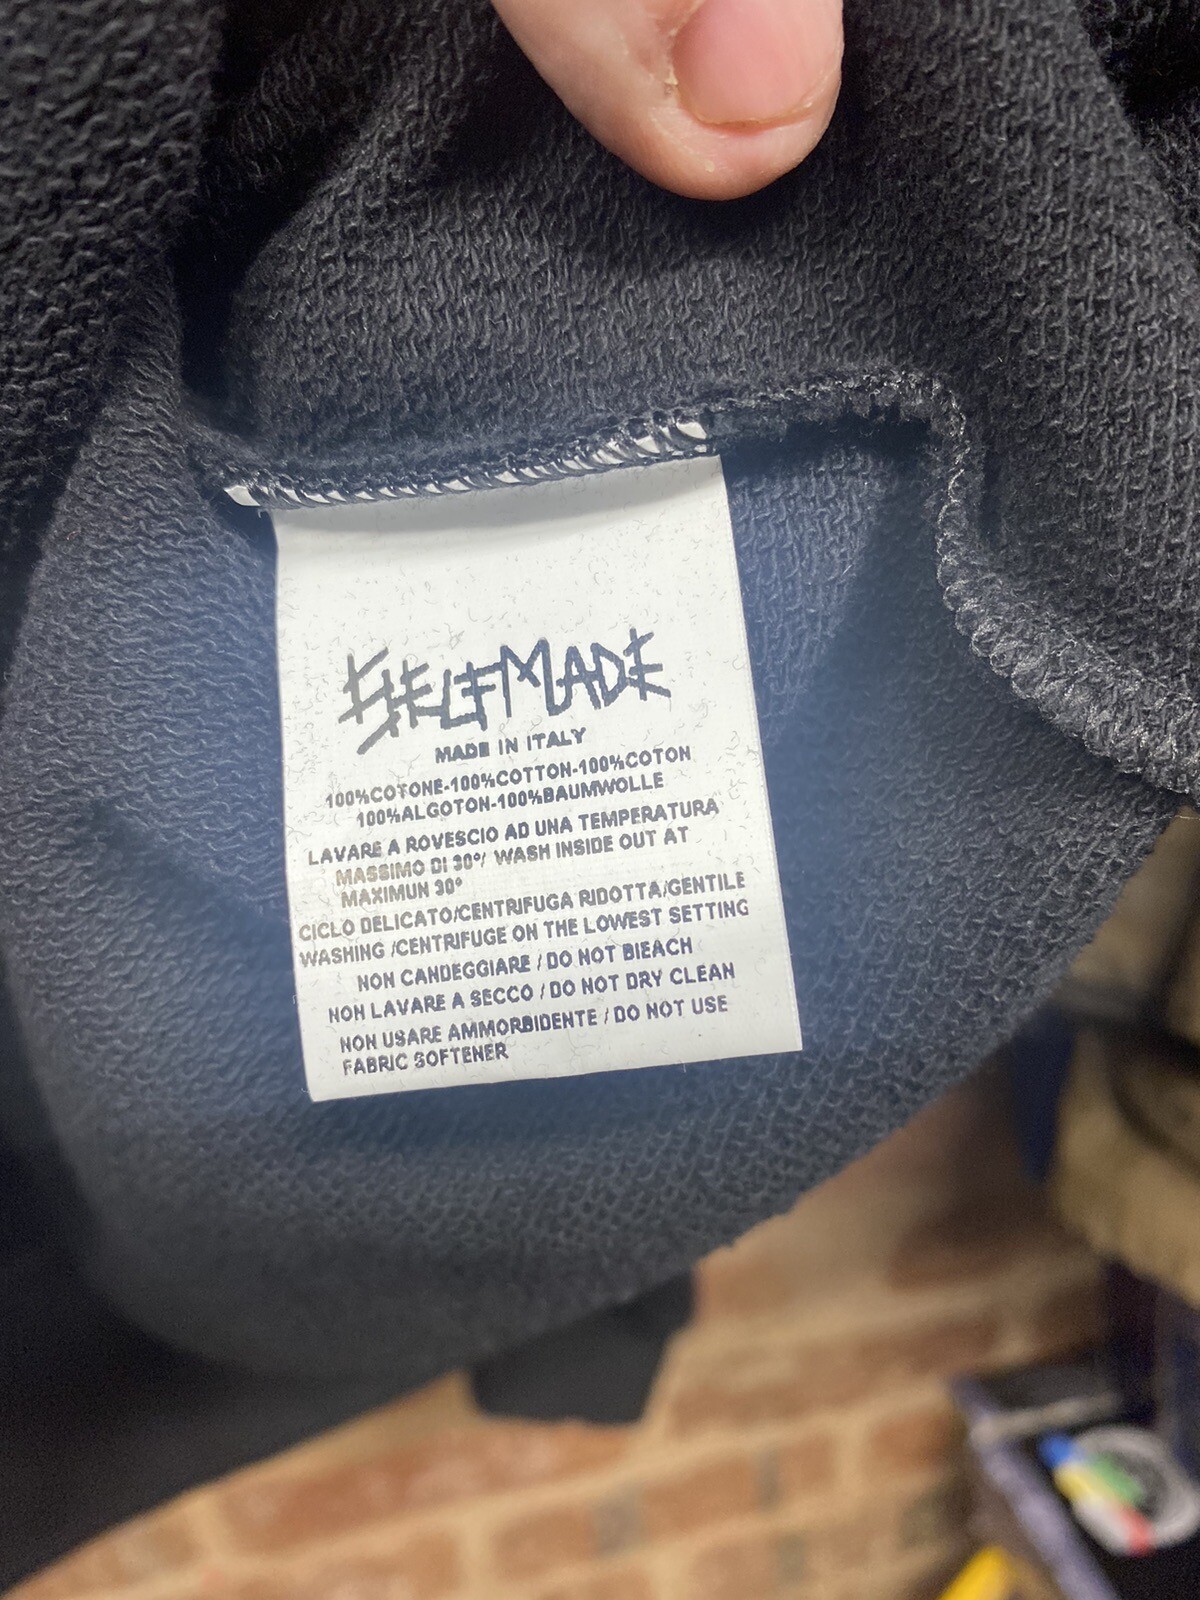 SELFMADE
MADE IN ITALY
100%COTONE-100%COTTON-100%COTON
100%ALGOTON-100%BAUMWOLLE
LAVARE A ROVESCIO AD UNA TEMPERATURA
MASSIMO DI 30°/ WASH INSIDE OUT AT
MAXIMUN 30°
CICLO DELICATO/CENTRIFUGA RIDOTTA/GENTILE
WASHING /CENTRIFUGE ON THE LOWEST SETTING
NON CANDEGGIARE / DO NOT BIEACH
NON LAVARE A SECCO / DO NOT DRY CLEAN
NON USARE AMMORBIDENTE / DO NOT USE
FABRIC SOFTENER